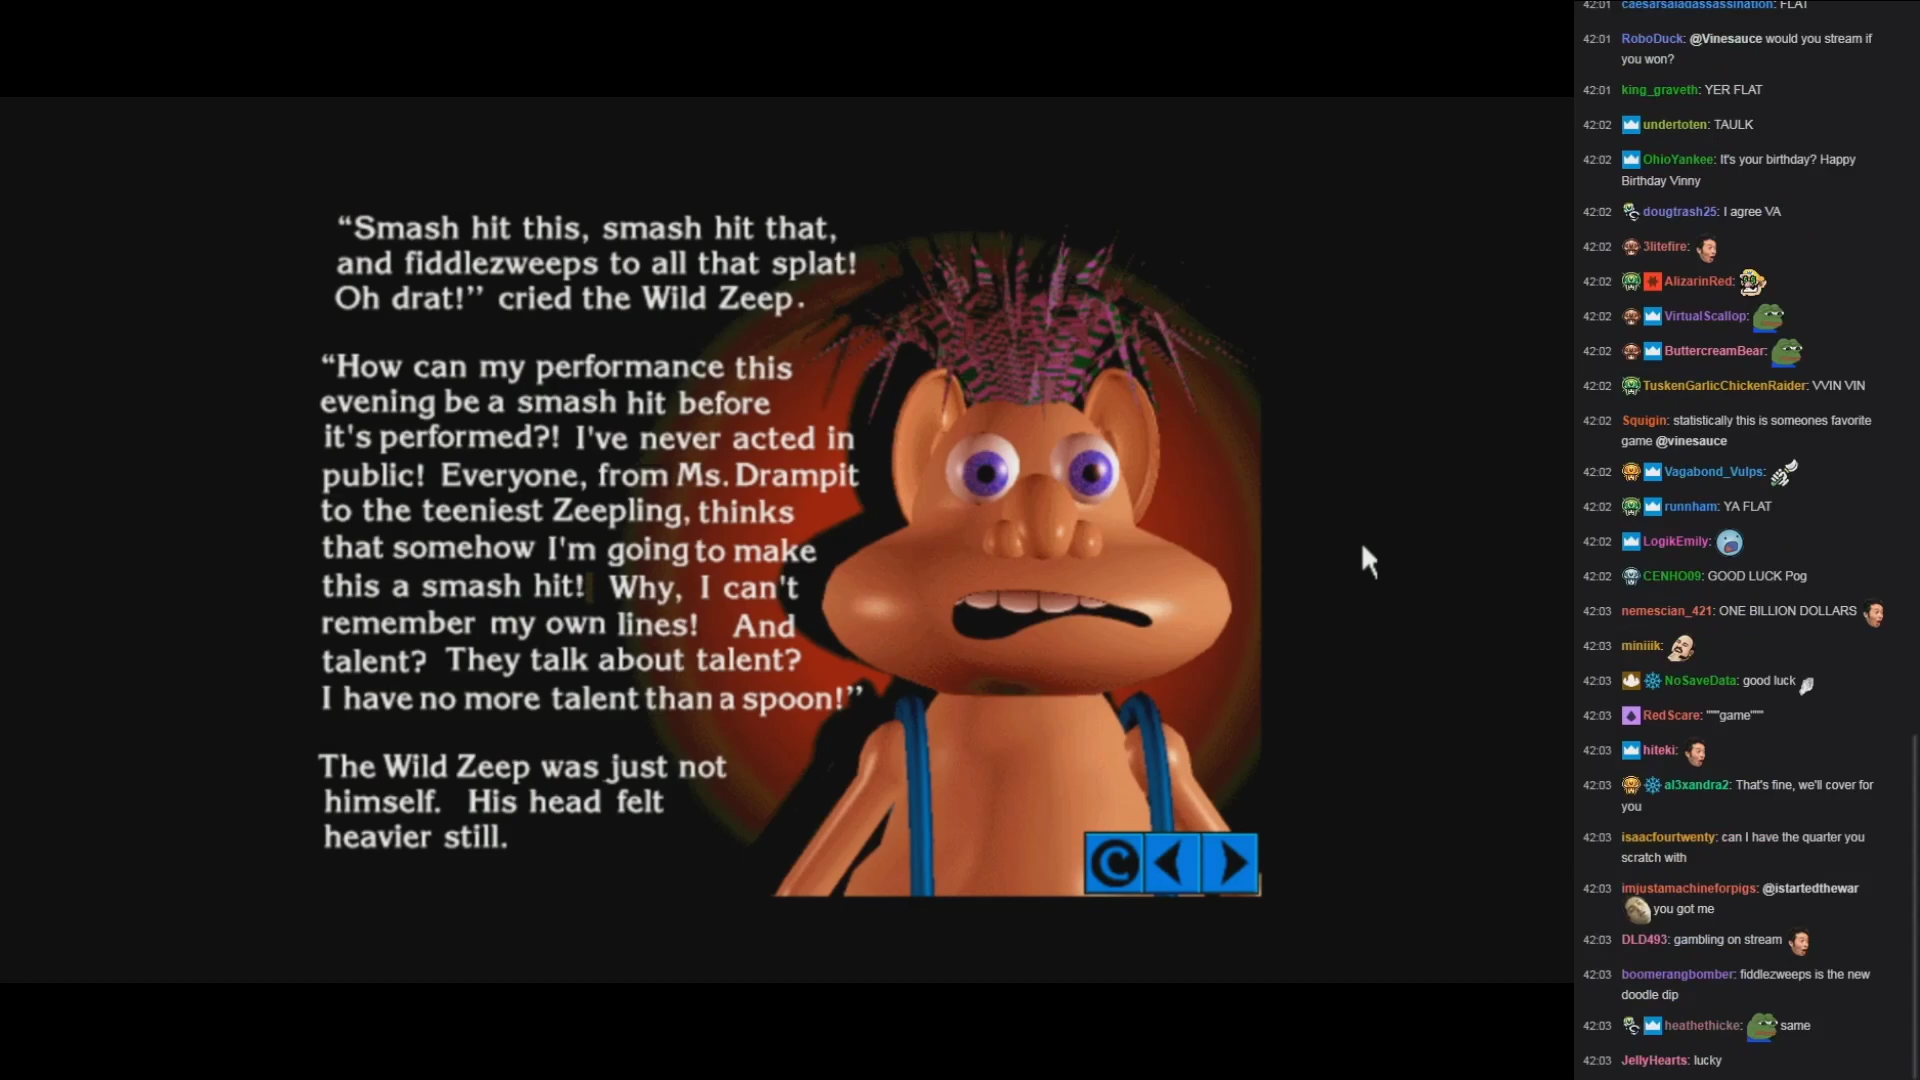 “Smash hit this, smash hit that,
and fiddlezweeps to all that splat!
Oh drat!” cried the Wild Zeep.
“How can my performance this
evening be a smash hit before
it's performed?! I've never acted in
public! Everyone, from Ms. Drampit
to the teeniest Zeepling, thinks
that somehow I'm going to make
this a smash hit! Why, I can't
remember my own lines! And
talent? They talk about talent?
I have no more talent than a spoon!”
The Wild Zeep was just not
himself. His head felt
heavier still.
C
42:01 caesarsaladassassination: FLAT
42:01 RoboDuck: @Vinesauce would you stream if
you won?
42:01 king_graveth: YER FLAT
42:02 undertoten: TAULK
42:02 OhioYankee: It's your birthday? Happy
Birthday Vinny
42:02 dougtrash25: I agree VA
42:02 3litefire:
42:02 AlizarinRed:
42:02 VirtualScallop:
42:02 ButtercreamBear:
42:02 TuskenGarlicChickenRaider: VVIN VIN
42:02 Squigin: statistically this is someones favorite
game @vinesauce
42:02 Vagabond_Vulps:
42:02 runnham: YA FLAT
42:02 LogikEmily:
42:02 CENHO09: GOOD LUCK Pog
42:03 nemescian_421: ONE BILLION DOLLARS
42:03 miniiik:
42:03 NoSaveData: good luck
42:03 RedScare: """game"""
42:03 hiteki:
42:03 al3xandra2: That's fine, we'll cover for
you
42:03 isaacfourtwenty: can I have the quarter you
scratch with
42:03 imjustamachineforpigs: @istartedthewar
you got me
42:03 DLD493: gambling on stream
42:03 boomerangbomber: fiddlezweeps is the new
doodle dip
42:03 heathethicke: same
42:03 JellyHearts: lucky